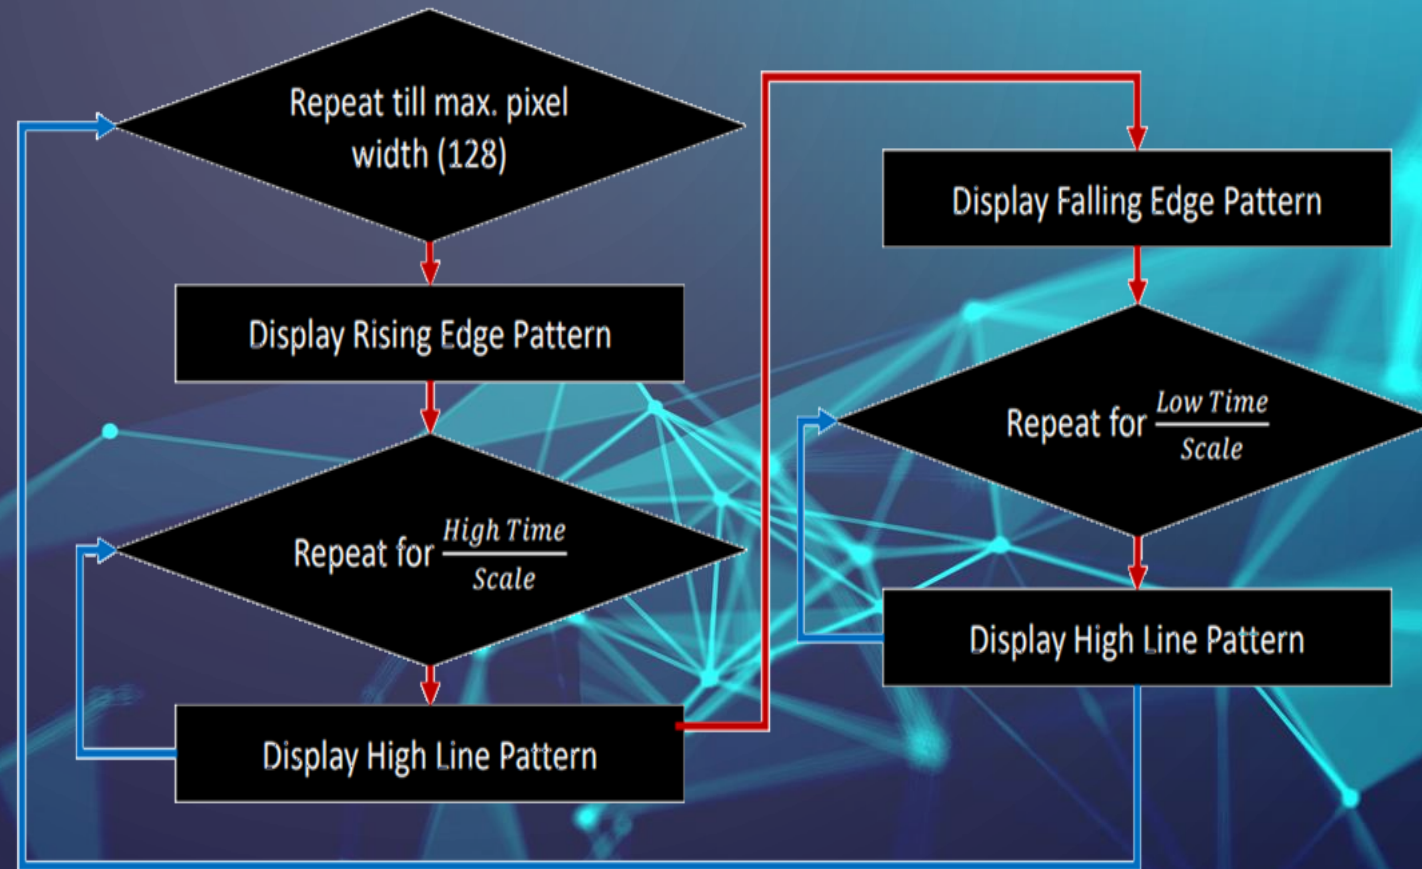 Repeat till max. pixel
width (128)
Display Rising Edge Pattern
Repeat for High Time
Scale
Display High Line Pattern
Display Falling Edge Pattern
Repeat for Low Time
Scale
Display High Line Pattern